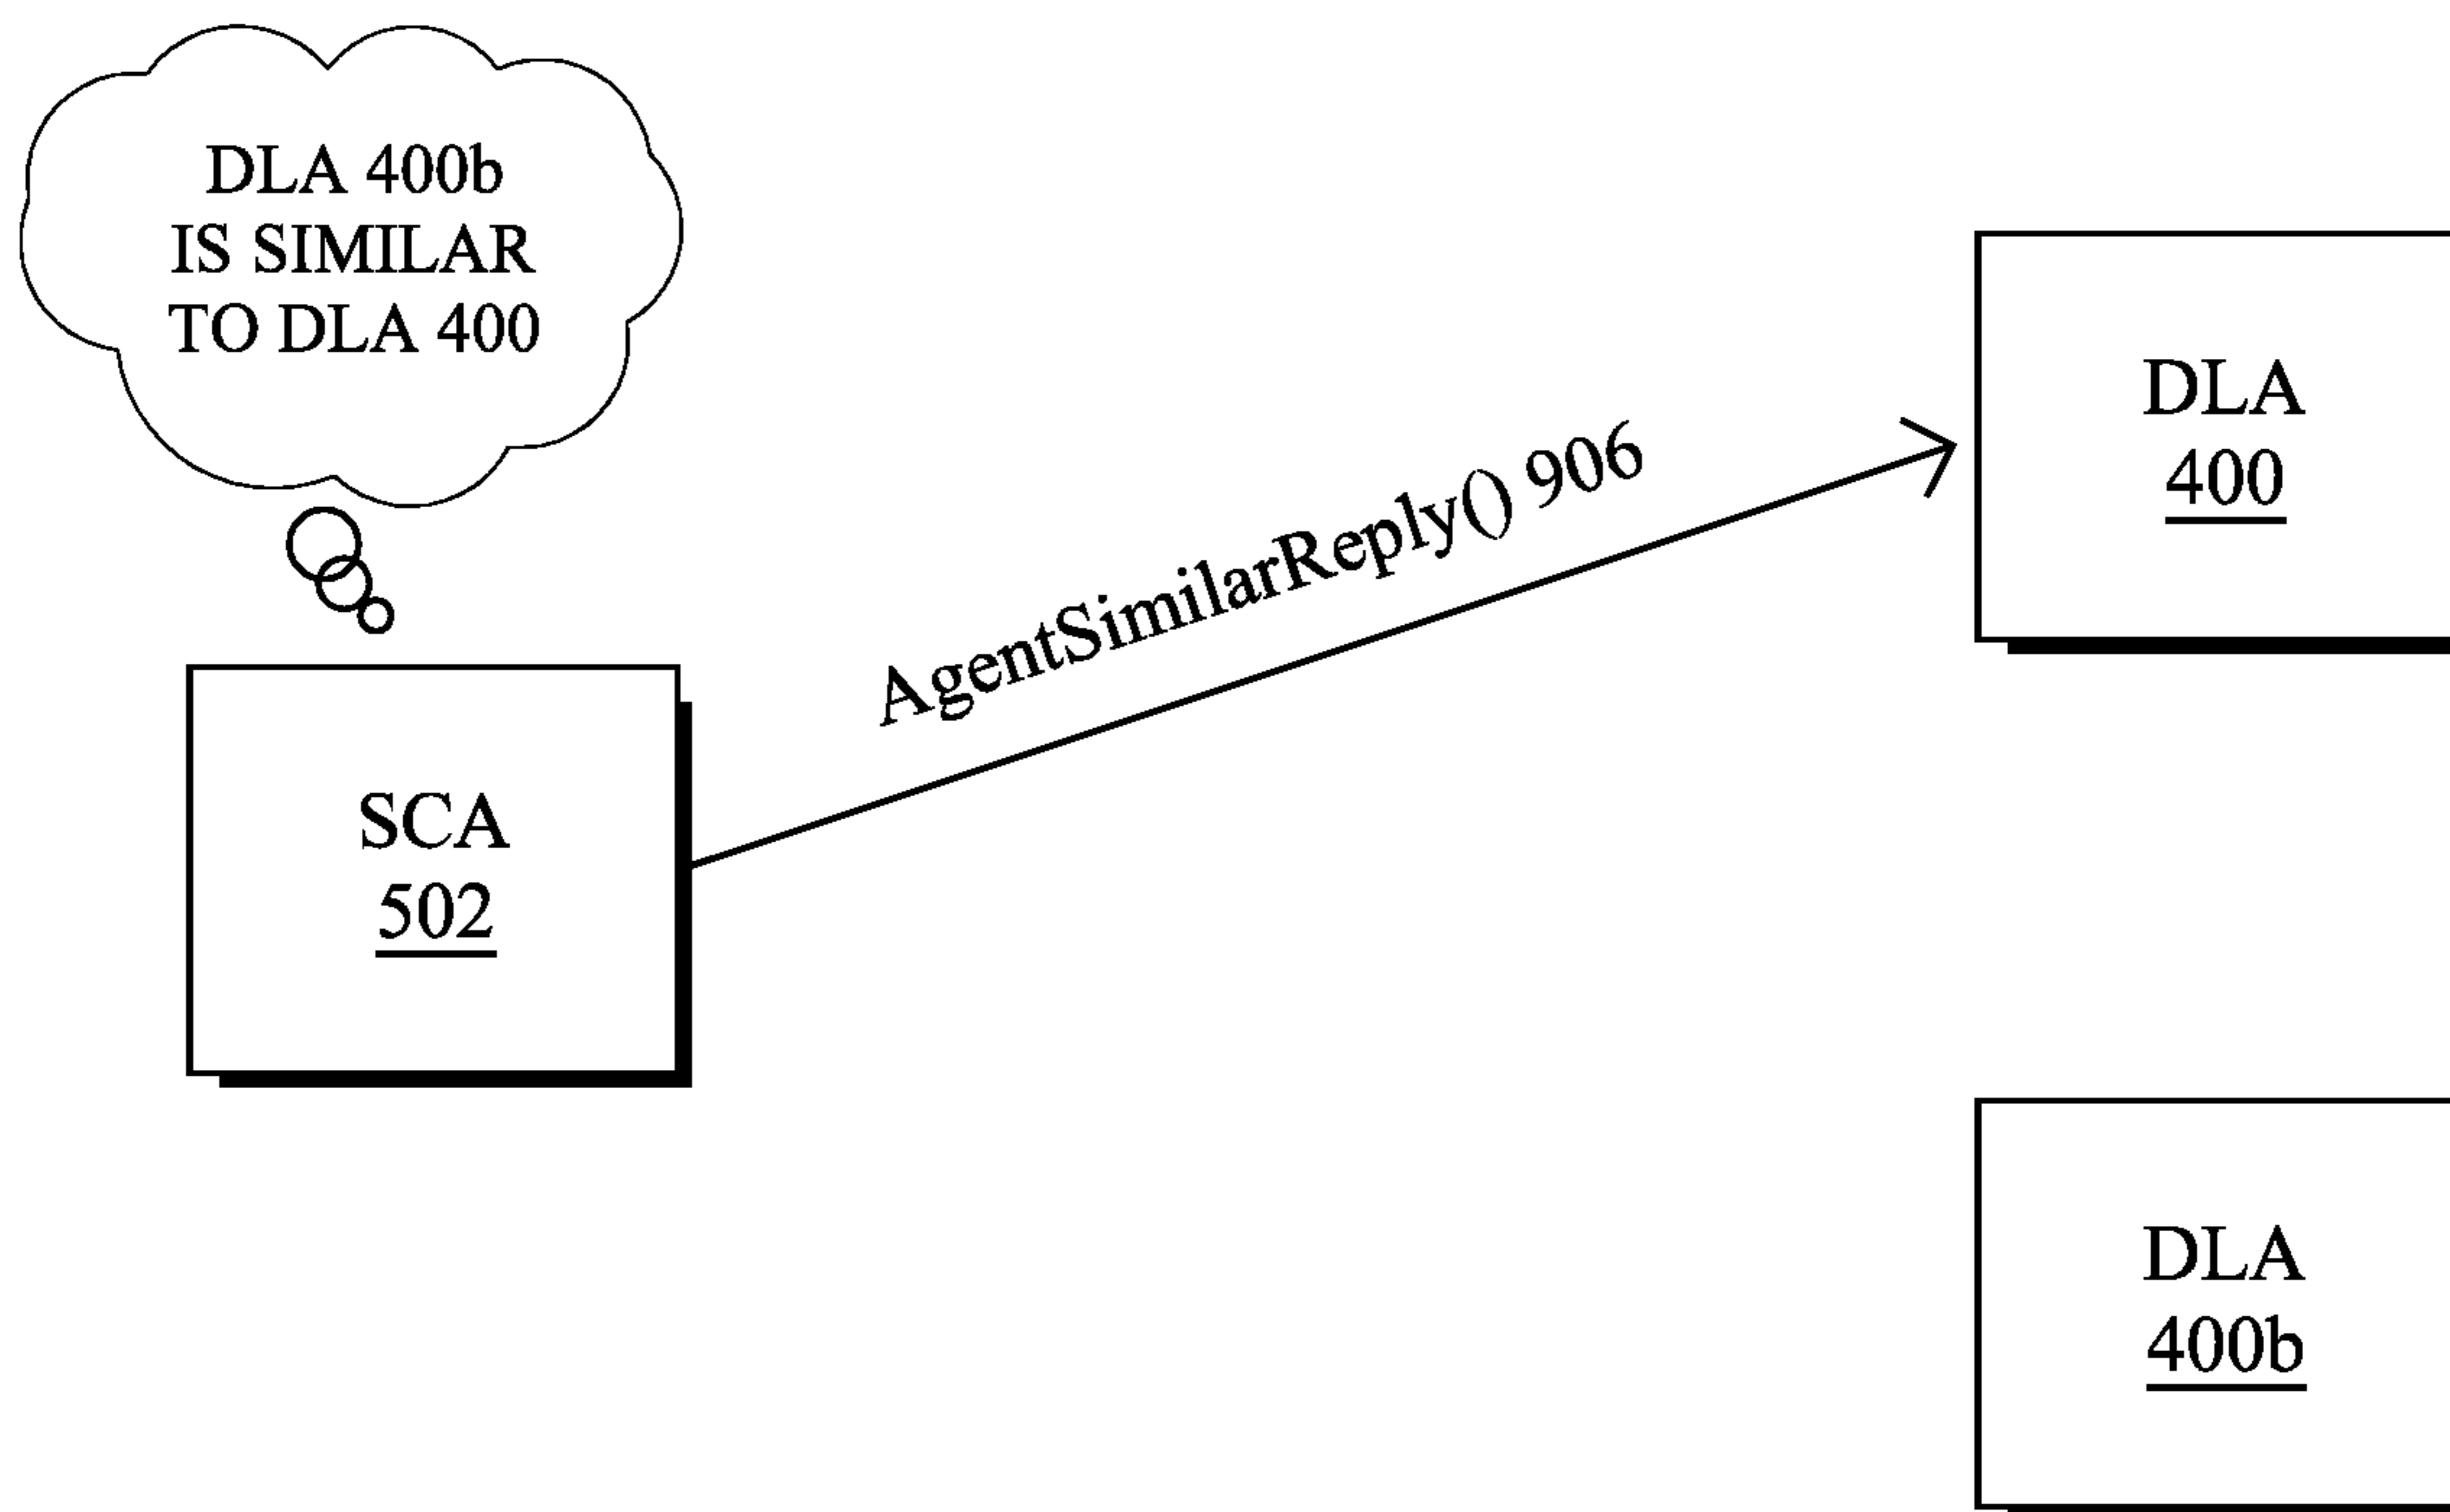 DLA 400b
IS SIMILAR
TO DLA 400
AgentSimilarReply() 906
DLA
400
SCA
502
DLA
400b